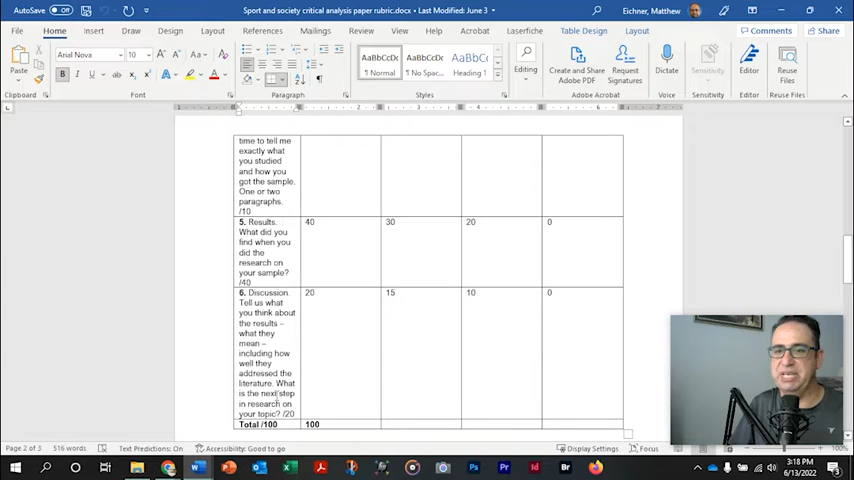 AutoSave Off
Sport and society critical analysis paper rubric.docx • Last Modified: June 3
Eichner, Matthew
File Home Insert Draw Design Layout References Mailings Review View Help Acrobat Laserfiche Table Design Layout
Comments Share
Paste
Clipboard
Arial Nova 10
Font
Paragraph
AaBbCcDc AaBbCcDc AaBbCc
¶ Normal ¶ No Spac... Heading 1
Styles
Editing
Create and Share Adobe PDF
Request Signatures
Adobe Acrobat
Dictate
Voice
Sensitivity
Sensitivity
Editor
Editor
Reuse Files
Reuse Files
time to tell me
exactly what
you studied
and how you
got the sample.
One or two
paragraphs.
/10
5. Results. 40 30 20 0
What did you
find when you
did the
research on
your sample?
/40
6. Discussion. 20 15 10 0
Tell us what
you think about
the results –
what they
mean –
including how
well they
addressed the
literature. What
is the next step
in research on
your topic? /20
Total /100 100
Page 2 of 3 516 words Text Predictions: On Accessibility: Good to go Display Settings Focus 100%
3:18 PM
6/13/2022